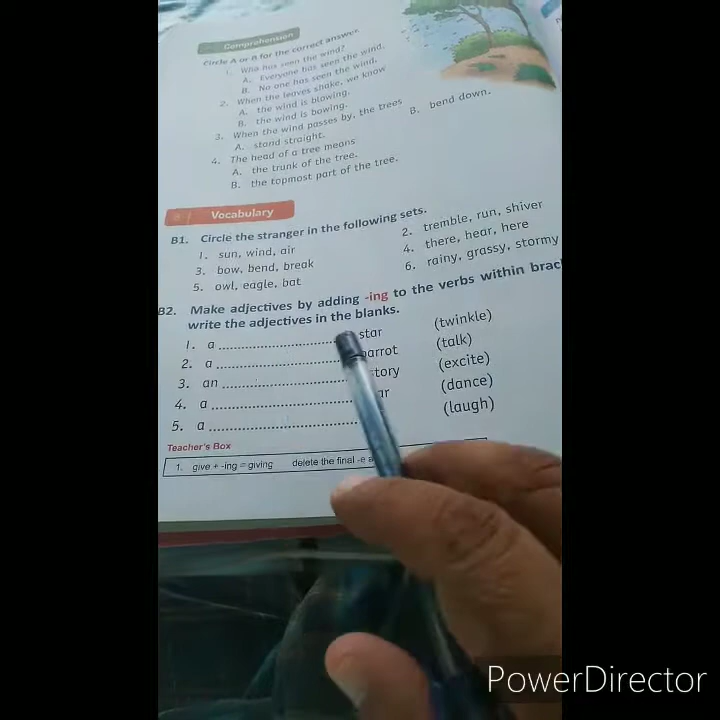 Comprehension
Circle A or B for the correct answer.
1. Who has seen the wind?
A. Everyone has seen the wind.
B. No one has seen the wind.
2. When the leaves shake, we know
A. the wind is blowing.
B. the wind is bowing.
3. When the wind passes by, the trees
A. stand straight. B. bend down.
4. The head of a tree means
A. the trunk of the tree.
B. the topmost part of the tree.
B Vocabulary
B1. Circle the stranger in the following sets.
1. sun, wind, air 2. tremble, run, shiver
3. bow, bend, break 4. there, hear, here
5. owl, eagle, bat 6. rainy, grassy, stormy
B2. Make adjectives by adding -ing to the verbs within brac
write the adjectives in the blanks.
1. a star (twinkle)
2. a parrot (talk)
3. an story (excite)
4. a (dance)
5. a (laugh)
Teacher's Box
1. give + -ing = giving delete the final -e
PowerDirector